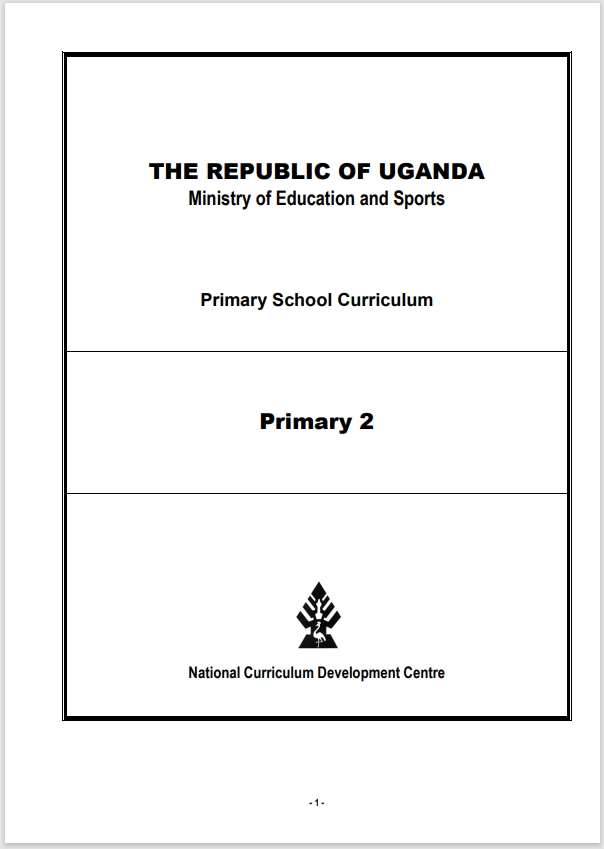 THE REPUBLIC OF UGANDA
Ministry of Education and Sports
Primary School Curriculum
Primary 2
National Curriculum Development Centre
- 1 -